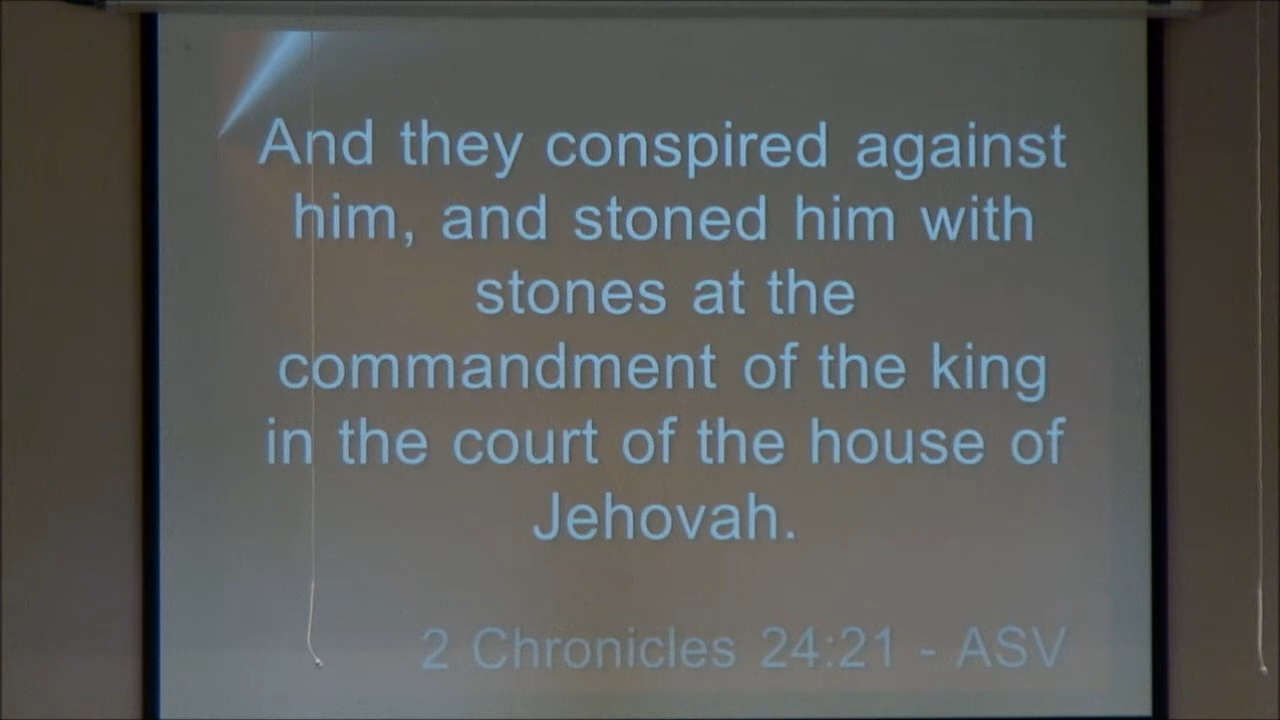 And they conspired against
him, and stoned him with
stones at the
commandment of the king
in the court of the house of
Jehovah.
2 Chronicles 24:21 - ASV